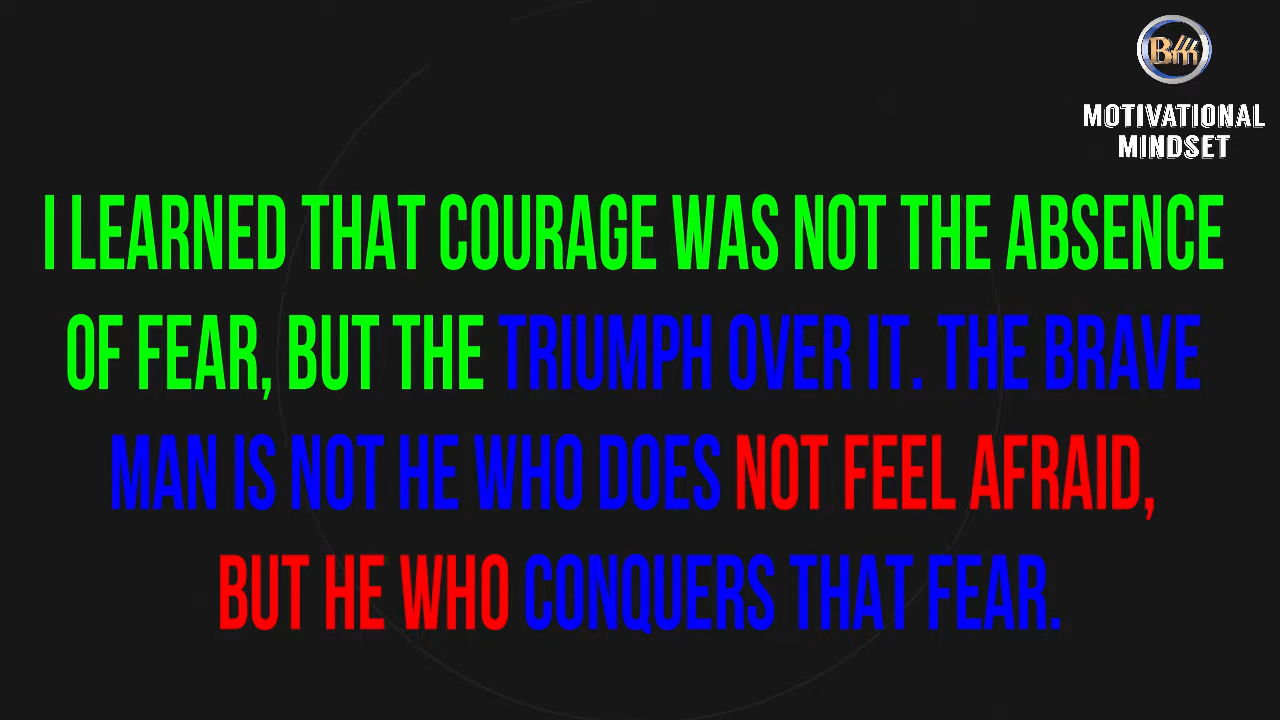 Bm
MOTIVATIONAL
MINDSET
I LEARNED THAT COURAGE WAS NOT THE ABSENCE
OF FEAR, BUT THE TRIUMPH OVER IT. THE BRAVE
MAN IS NOT HE WHO DOES NOT FEEL AFRAID,
BUT HE WHO CONQUERS THAT FEAR.